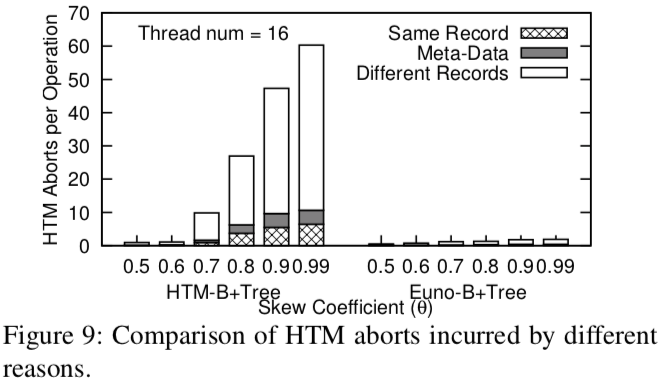 70
60
50
40
30
20
10
0
HTM Aborts per Operation
Thread num = 16
Same Record
Meta-Data
Different Records
0.5 0.6 0.7 0.8 0.9 0.99 0.5 0.6 0.7 0.8 0.9 0.99
HTM-B+Tree Euno-B+Tree
Skew Coefficient (θ)
Figure 9: Comparison of HTM aborts incurred by different
reasons.